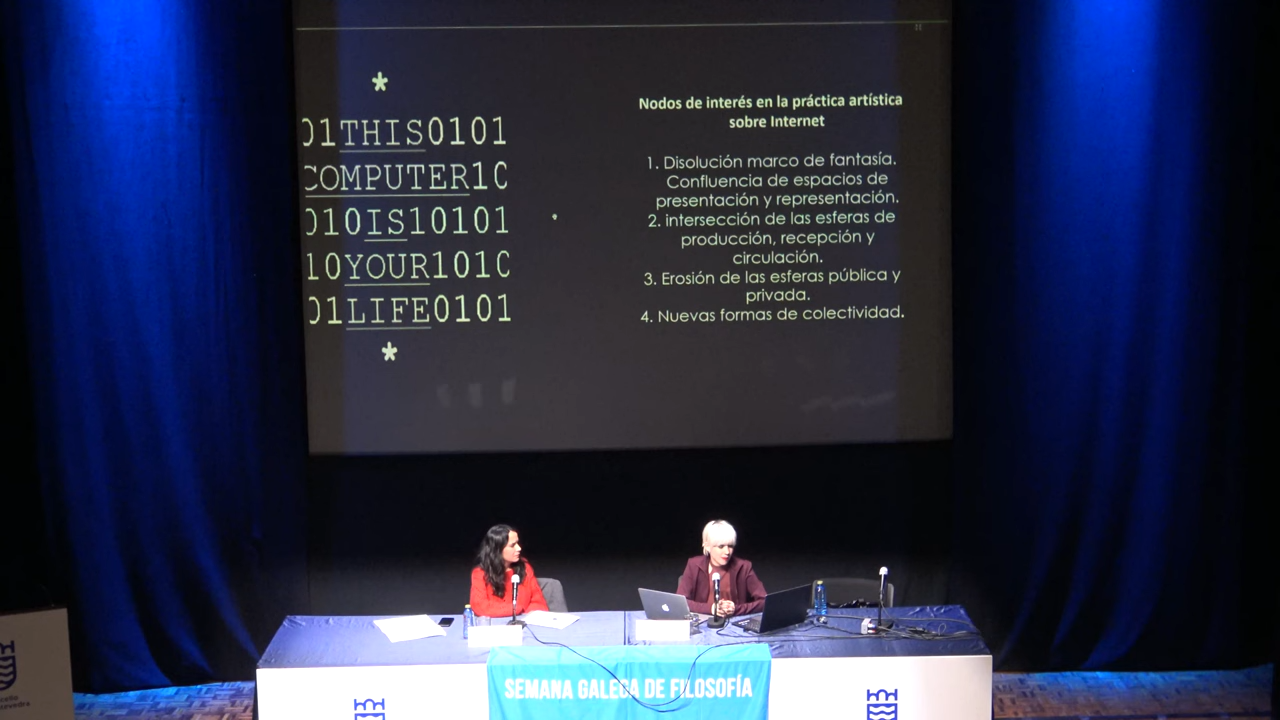 *
01THIS0101
COMPUTER10
010IS10101
10YOUR1010
01LIFE0101
*
Nodos de interés en la práctica artística
sobre Internet
1. Disolución marco de fantasía.
Confluencia de espacios de
presentación y representación.
2. intersección de las esferas de
producción, recepción y
circulación.
3. Erosión de las esferas pública y
privada.
4. Nuevas formas de colectividad.
SEMANA GALEGA DE FILOSOFÍA